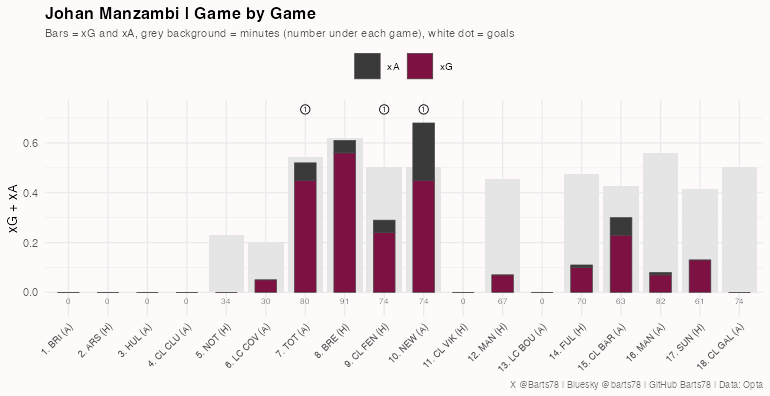 Johan Manzambi | Game by Game
Bars = xG and xA, grey background = minutes (number under each game), white dot = goals
xA xG
1 1 1
xG + xA
0.6
0.4
0.2
0.0
0 0 0 0 34 30 80 91 74 74 0 67 0 70 63 82 61 74
1. BRI (A)
2. ARS (H)
3. HUL (A)
4. CL CLU (A)
5. NOT (H)
6. LC COV (A)
7. TOT (A)
8. BRE (H)
9. CL FEN (H)
10. NEW (A)
11. CL VIK (H)
12. MAN (H)
13. LC BOU (A)
14. FUL (H)
15. CL BAR (A)
16. MAN (A)
17. SUN (H)
18. CL GAL (A)
X @Barts78 | Bluesky @barts78 | GitHub Barts78 | Data: Opta